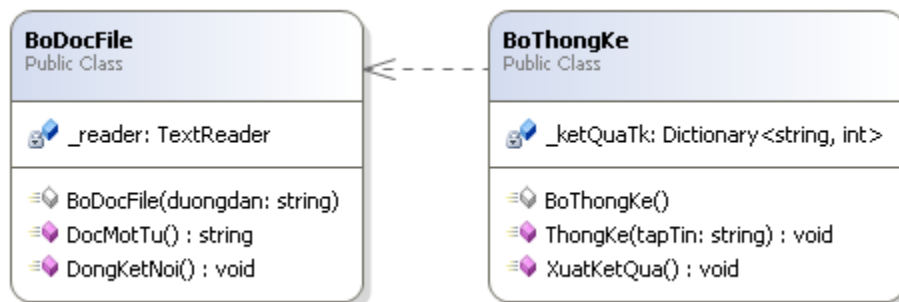 BoDocFile
Public Class
_reader: TextReader
BoDocFile(duongdan: string)
DocMotTu() : string
DongKetNoi() : void
BoThongKe
Public Class
_ketQuaTk: Dictionary<string, int>
BoThongKe()
ThongKe(tapTin: string) : void
XuatKetQua() : void